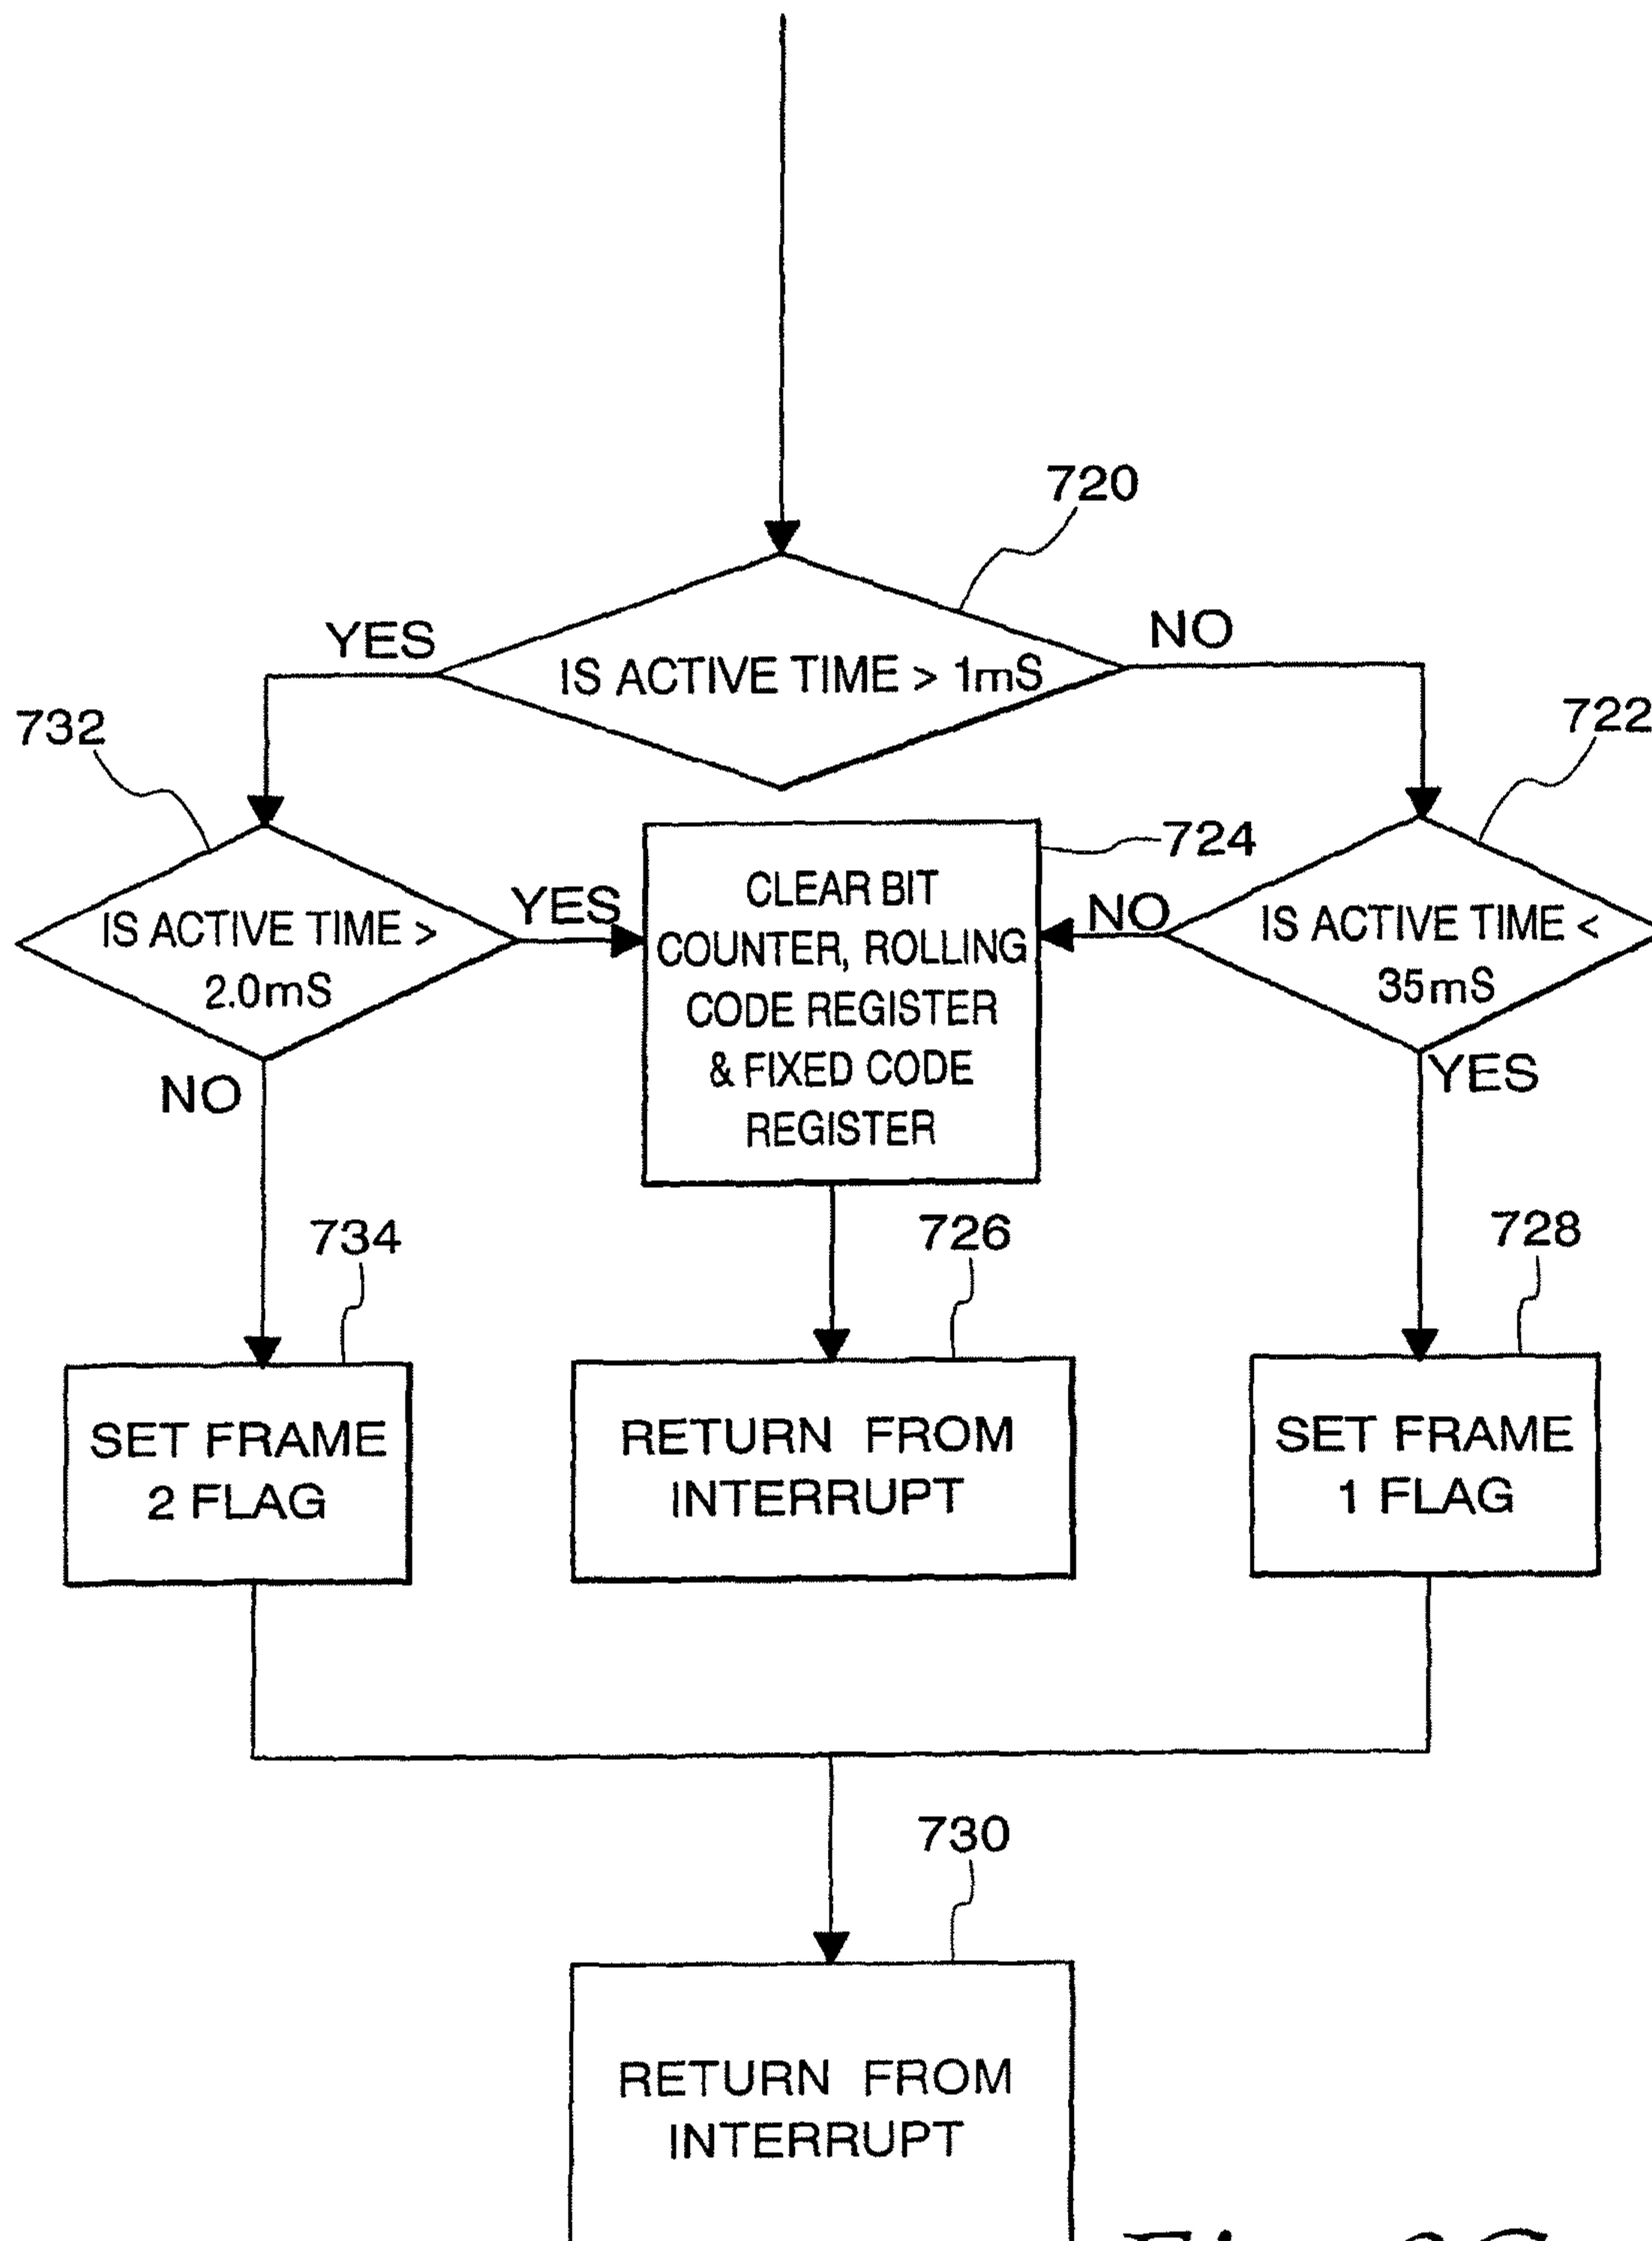 720
YES
NO
IS ACTIVE TIME > 1mS
732
722
724
IS ACTIVE TIME >
2.0mS
YES
CLEAR BIT
COUNTER, ROLLING
CODE REGISTER
& FIXED CODE
REGISTER
NO
IS ACTIVE TIME <
35mS
NO
YES
734
726
728
SET FRAME
2 FLAG
RETURN FROM
INTERRUPT
SET FRAME
1 FLAG
730
RETURN FROM
INTERRUPT